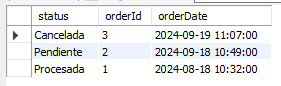 status orderId orderDate
Cancelada 3 2024-09-19 11:07:00
Pendiente 2 2024-09-18 10:49:00
Procesada 1 2024-08-18 10:32:00